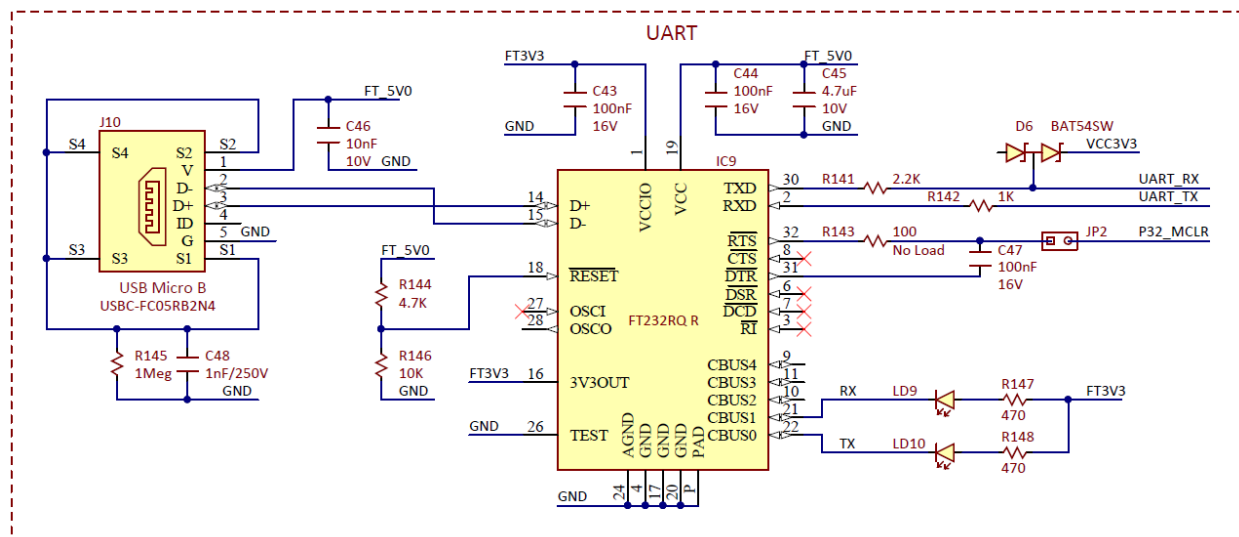 UART
FT3V3
C43
100nF
16V
GND
C44
100nF
16V
C45
4.7uF
10V
FT_5V0
GND
J10
S4 S4 S2 S2
V 1
D- 2
D+ 3
ID 4
G 5 GND
S3 S3 S1 S1
USB Micro B
USBC-FC05RB2N4
FT_5V0
C46
10nF
10V
GND
R145
1Meg
C48
1nF/250V
GND
FT_5V0
R144
4.7K
R146
10K
GND
IC9
FT232RQ R
1 VCCIO
19 VCC
14 D+
15 D-
18 RESET
27 OSCI
28 OSCO
FT3V3 16 3V3OUT
GND 26 TEST
TXD 30
RXD 2
RTS 32
CTS 8
DTR 31
DSR 6
DCD 7
RI 3
CBUS4 9
CBUS3 11
CBUS2 10
CBUS1 21
CBUS0 22
AGND GND GND GND PAD
24 4 17 20 P
GND
D6 BAT54SW
VCC3V3
R141 2.2K UART_RX
R142 1K UART_TX
R143 100
No Load
JP2 P32_MCLR
C47
100nF
16V
RX LD9 R147
470
FT3V3
TX LD10 R148
470